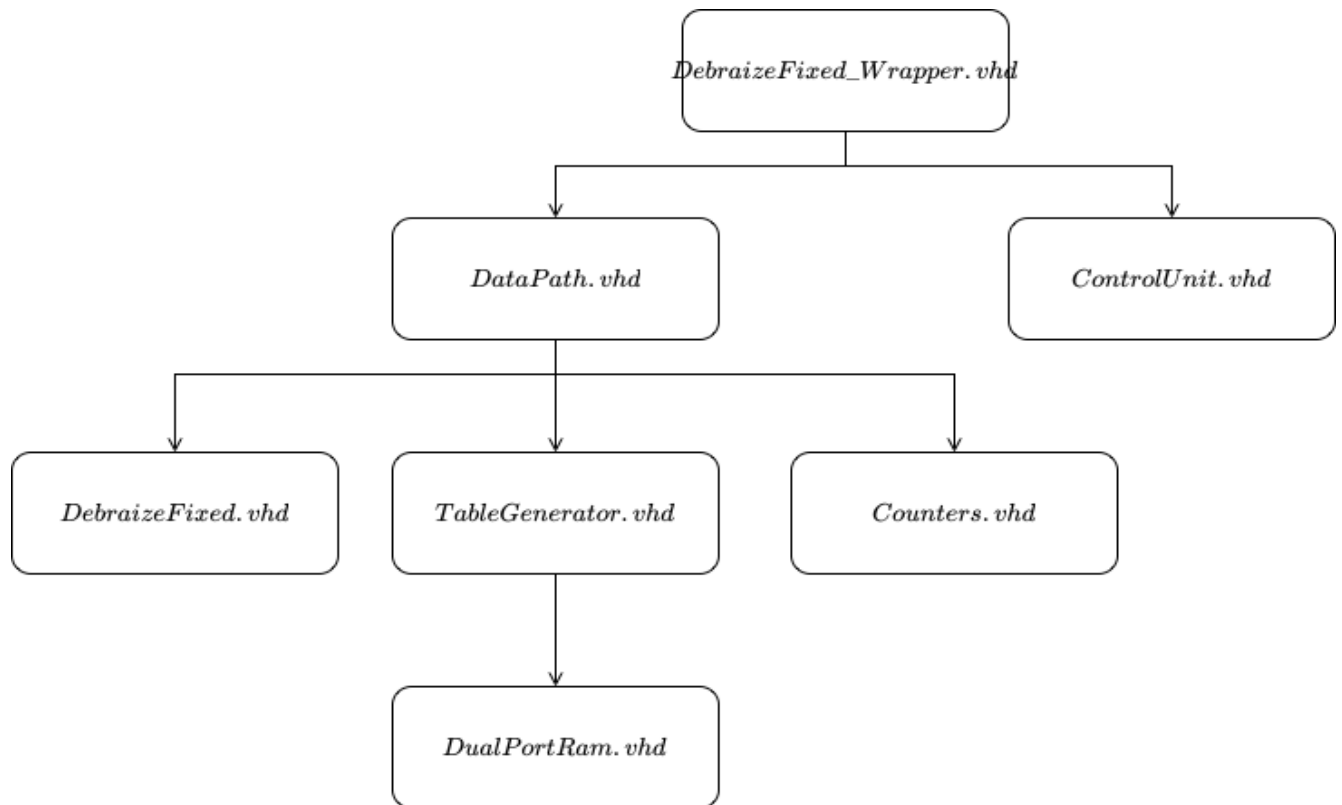 DebraizeFixed_Wrapper.vhd
DataPath.vhd
ControlUnit.vhd
DebraizeFixed.vhd
TableGenerator.vhd
Counters.vhd
DualPortRam.vhd